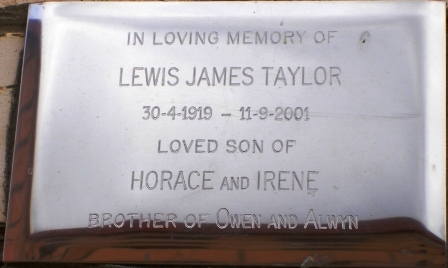 IN LOVING MEMORY OF
LEWIS JAMES TAYLOR
30-4-1919 - 11-9-2001
LOVED SON OF
HORACE AND IRENE
BROTHER OF OWEN AND ALWYN